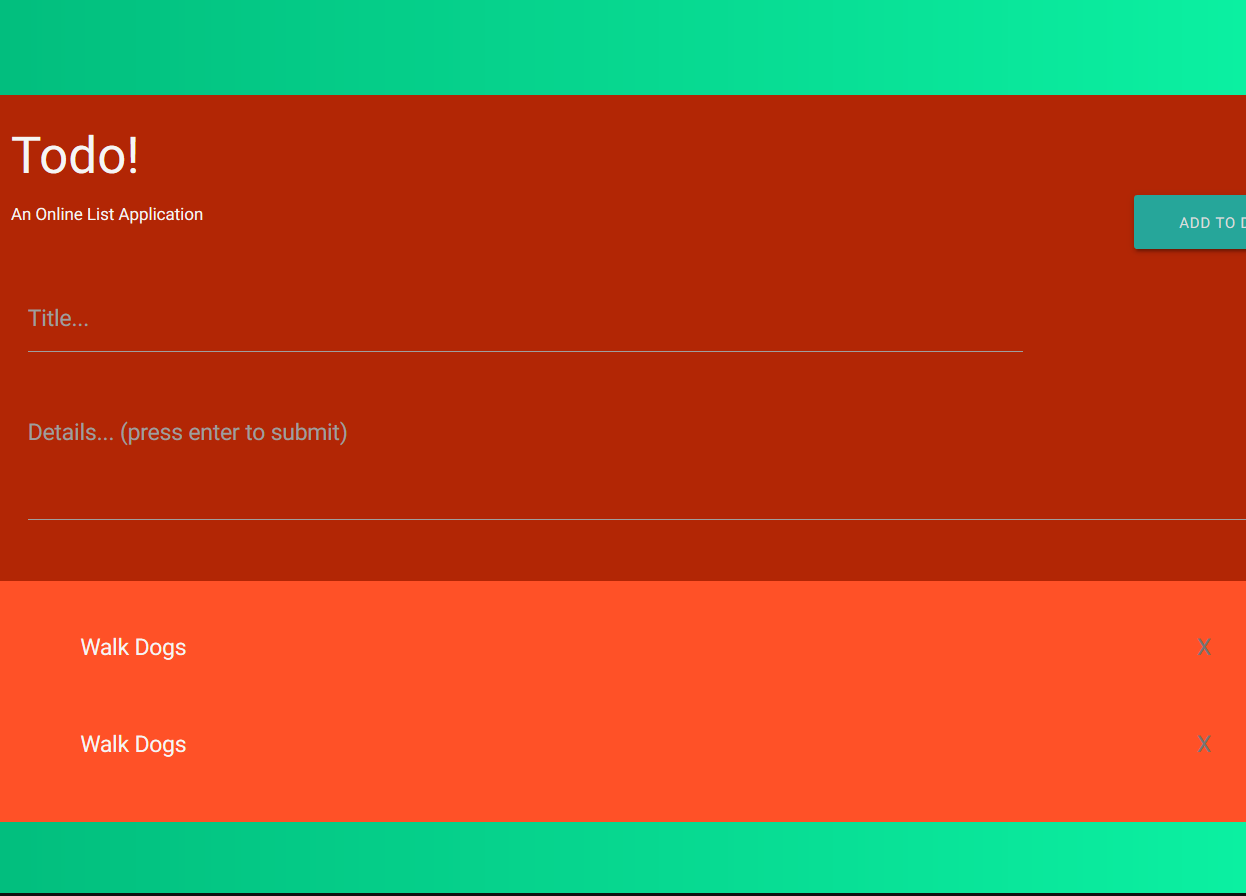 Todo!
An Online List Application
ADD TO
Title...
Details... (press enter to submit)
Walk Dogs X
Walk Dogs X